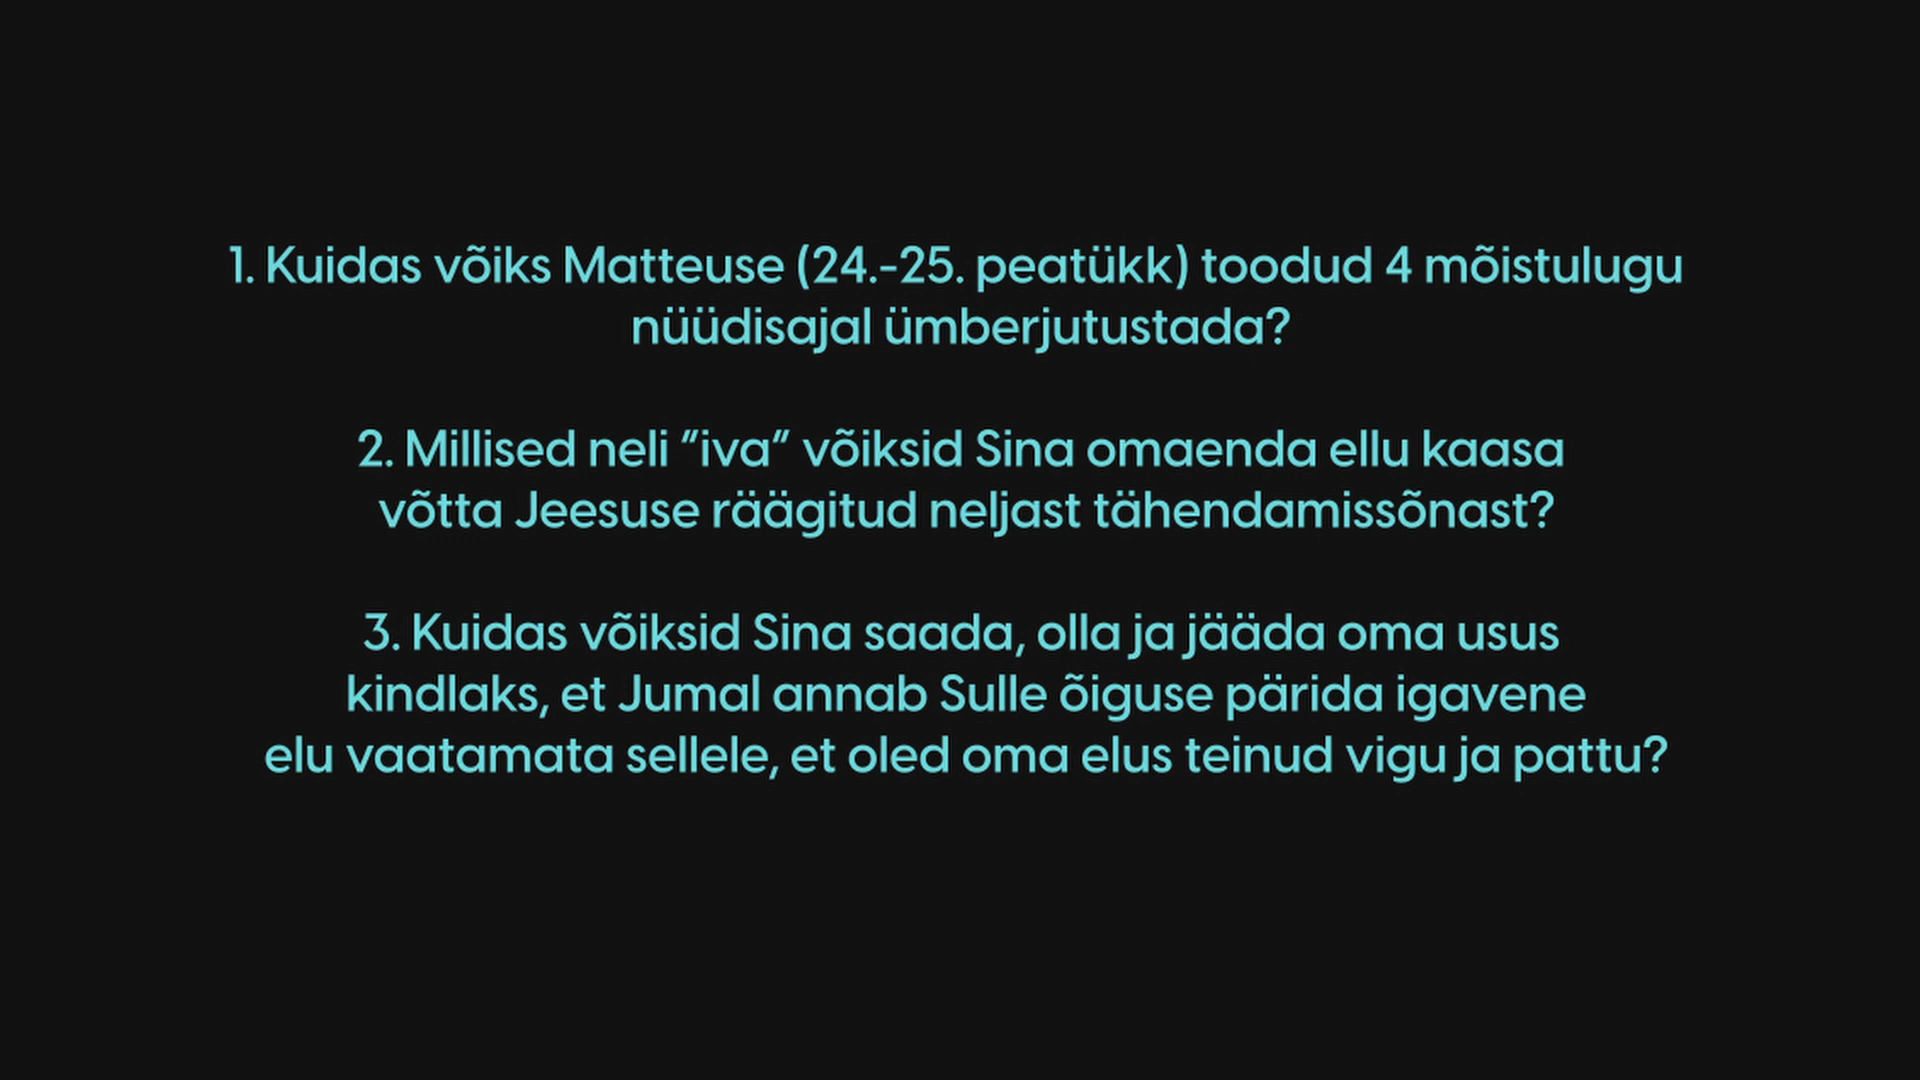 1. Kuidas võiks Matteuse (24.-25. peatükk) toodud 4 mõistulugu
nüüdisajal ümberjutustada?
2. Millised neli "iva" võiksid Sina omaenda ellu kaasa
võtta Jeesuse räägitud neljast tähendamissõnast?
3. Kuidas võiksid Sina saada, olla ja jääda oma usus
kindlaks, et Jumal annab Sulle õiguse pärida igavene
elu vaatamata sellele, et oled oma elus teinud vigu ja pattu?